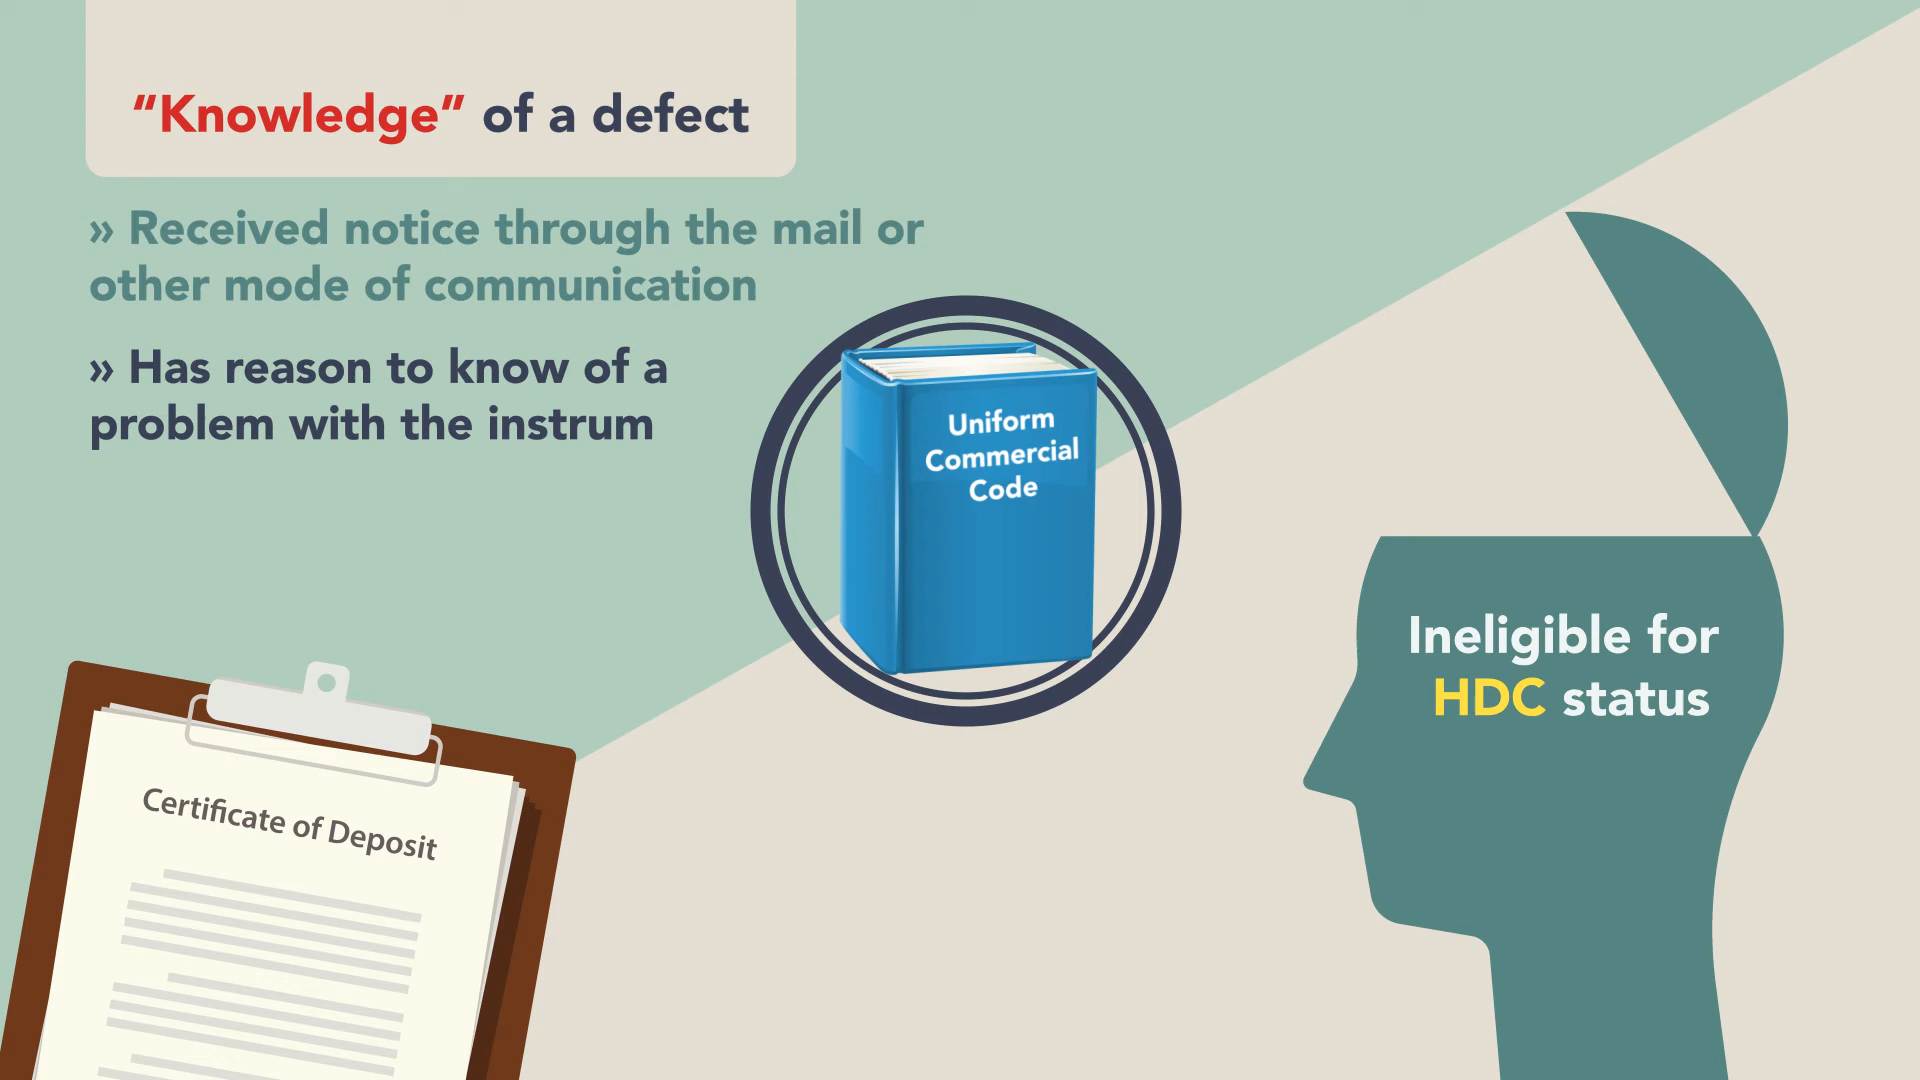 “Knowledge” of a defect
» Received notice through the mail or
other mode of communication
» Has reason to know of a
problem with the instrum
Uniform
Commercial
Code
Ineligible for
HDC status
Certificate of Deposit